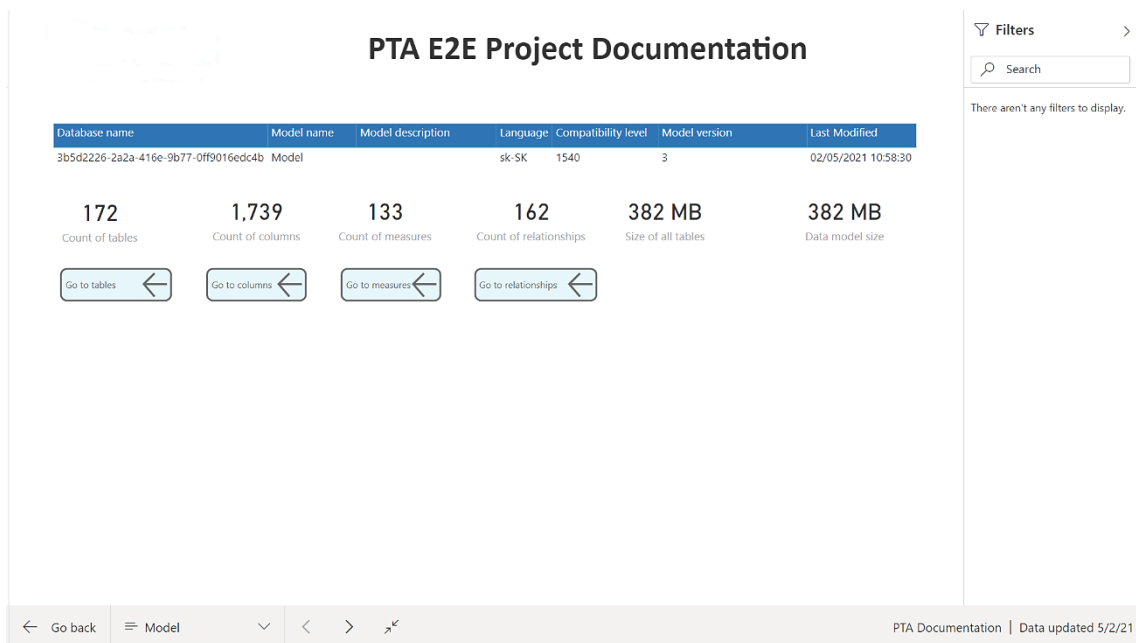 PTA E2E Project Documentation
Filters
Search
There aren't any filters to display.
Database name Model name Model description Language Compatibility level Model version Last Modified
3b5d2226-2a2a-416e-9b77-0ff9016edc4b Model sk-SK 1540 3 02/05/2021 10:58:30
172 1,739 133 162 382 MB 382 MB
Count of tables Count of columns Count of measures Count of relationships Size of all tables Data model size
Go to tables Go to columns Go to measures Go to relationships
Go back Model PTA Documentation | Data updated 5/2/21